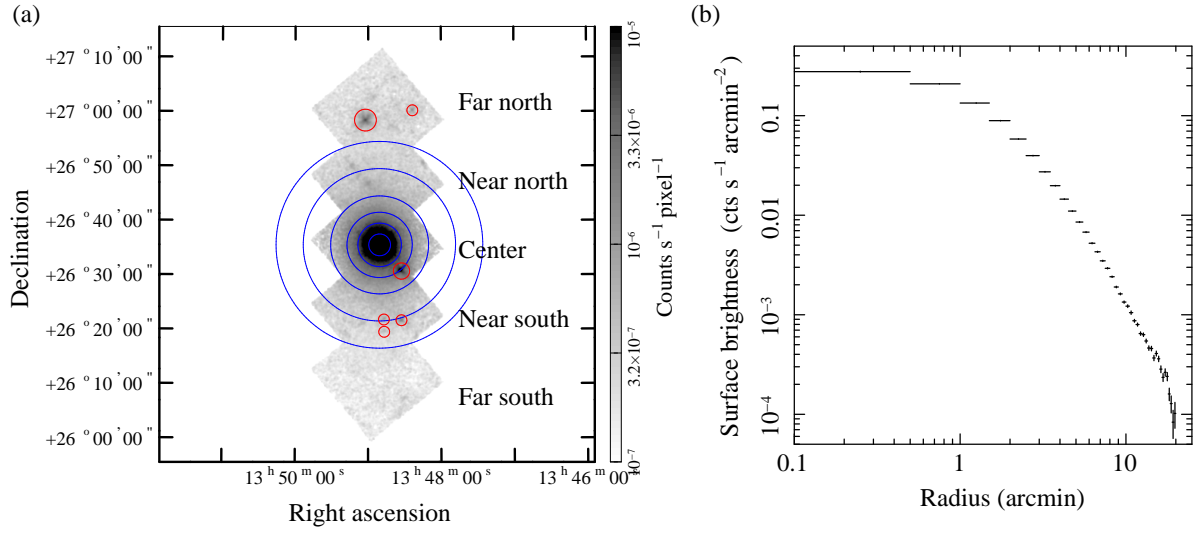 (a)
Declination
+27 ° 10 ’ 00 ’’
+27 ° 00 ’ 00 ’’
+26 ° 50 ’ 00 ’’
+26 ° 40 ’ 00 ’’
+26 ° 30 ’ 00 ’’
+26 ° 20 ’ 00 ’’
+26 ° 10 ’ 00 ’’
+26 ° 00 ’ 00 ’’
Far north
Near north
Center
Near south
Far south
13 h 50 m 00 s
13 h 48 m 00 s
13 h 46 m 00 s
Right ascension
10−5
3.3×10−6
10−6
3.2×10−7
10−7
Counts s−1 pixel−1
(b)
Surface brightness (cts s−1 arcmin−2)
0.1
0.01
10−3
10−4
0.1
1
10
Radius (arcmin)